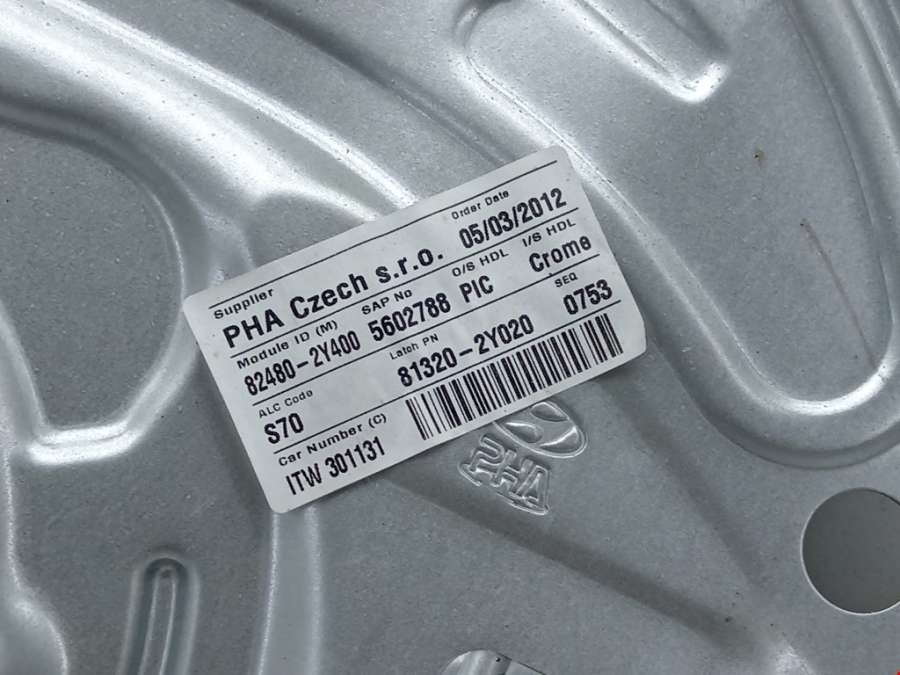 Supplier
PHA Czech s.r.o.
Order Date
05/03/2012
Module ID (M)
82480-2Y400
SAP No
5602788
O/S HDL
PIC
I/S HDL
Crome
ALC Code
S70
Latch PN
81320-2Y020
SEQ
0753
Car Number (C)
ITW 301131
PHA